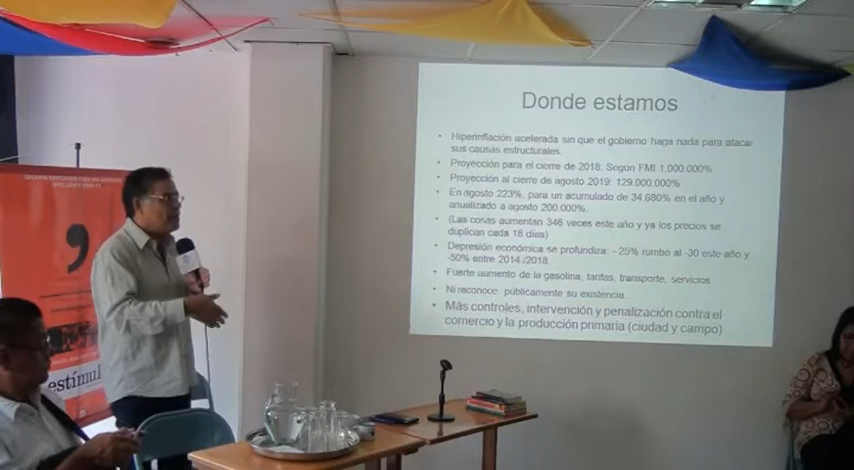 Donde estamos
• Hiperinflación acelerada sin que el gobierno haga nada para atacar
sus causas estructurales.
• Proyección para el cierre de 2018: Según FMI 1.000.000%
• Proyección al cierre de agosto 2019: 129.000.000%
• En agosto 223%, para un acumulado de 34.680% en el año y
anualizado a agosto 200.000%.
• (Las cosas aumentan 346 veces este año y ya los precios se
duplican cada 18 días)
• Depresión económica se profundiza: - 25% rumbo al -30 este año y
-50% entre 2014 /2018.
• Fuerte aumento de la gasolina, tarifas, transporte, servicios
• Ni reconoce públicamente su existencia.
• Más controles, intervención y penalización contra el
comercio y la producción primaria (ciudad y campo)